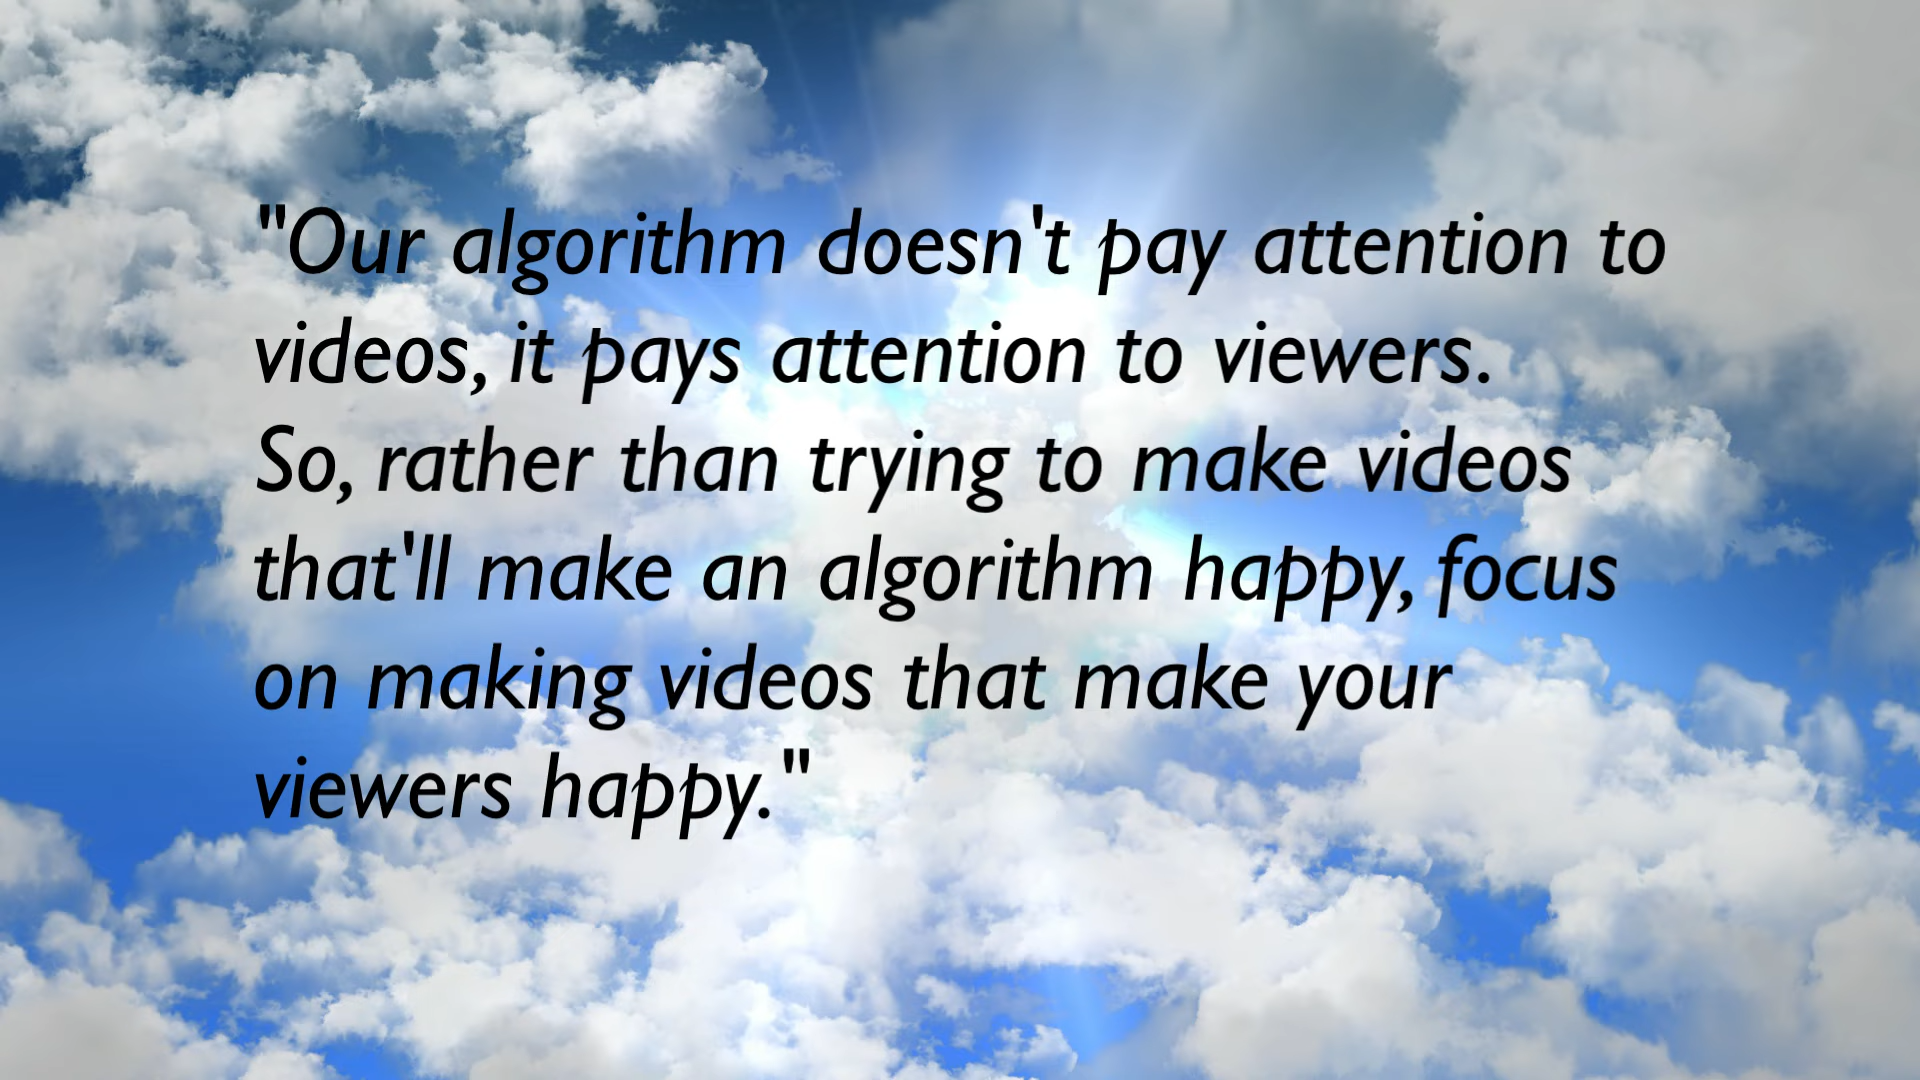 "Our algorithm doesn't pay attention to
videos, it pays attention to viewers.
So, rather than trying to make videos
that'll make an algorithm happy, focus
on making videos that make your
viewers happy."